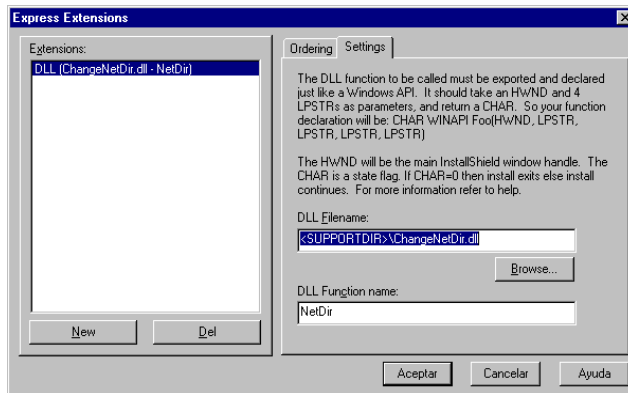 Express Extensions
Extensions:
DLL (ChangeNetDir.dll - NetDir)
New
Del
Ordering
Settings
The DLL function to be called must be exported and declared
just like a Windows API. It should take an HWND and 4
LPSTRs as parameters, and return a CHAR. So your function
declaration will be: CHAR WINAPI Foo(HWND, LPSTR,
LPSTR, LPSTR, LPSTR)
The HWND will be the main InstallShield window handle. The
CHAR is a state flag. If CHAR=0 then install exits else install
continues. For more information refer to help.
DLL Filename:
<SUPPORTDIR>\ChangeNetDir.dll
Browse...
DLL Function name:
NetDir
Aceptar
Cancelar
Ayuda